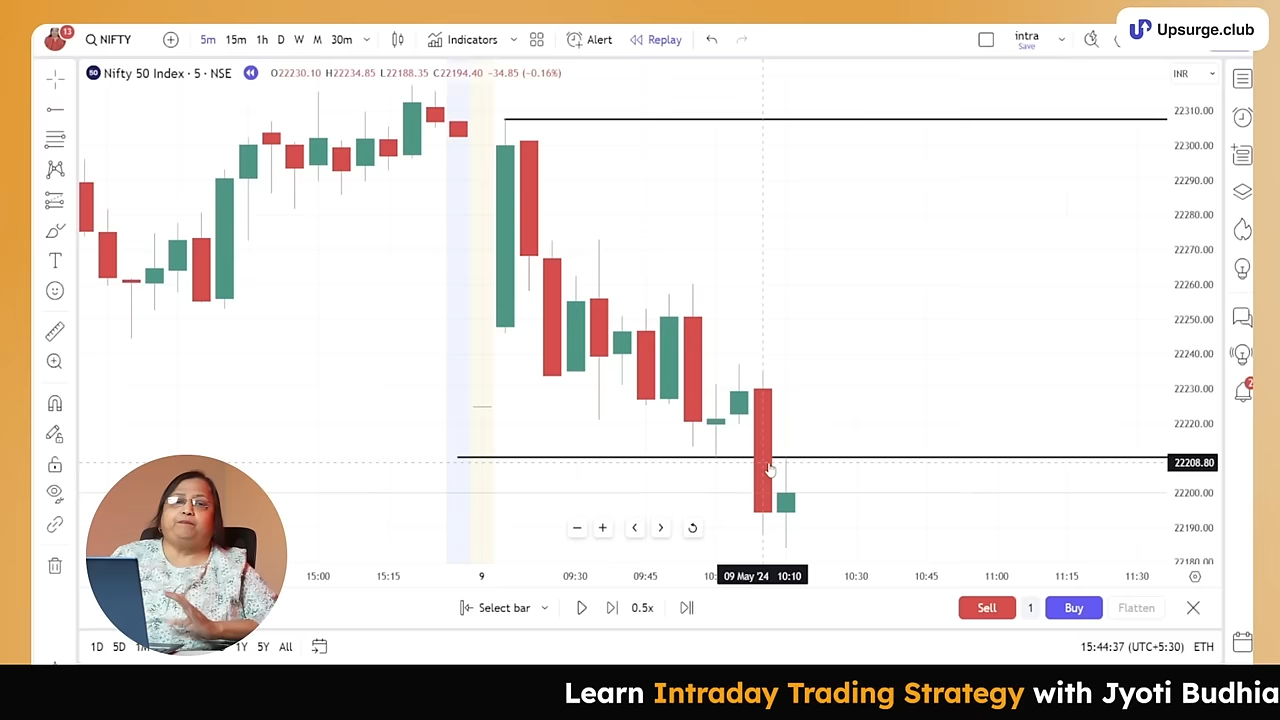 Upsurge.club
13
NIFTY
5m 15m 1h D W M 30m
Indicators
Alert
Replay
intra
Save
50 Nifty 50 Index · 5 · NSE
O22230.10 H22234.85 L22188.35 C22194.40 -34.85 (-0.16%)
INR
22310.00
22300.00
22290.00
22280.00
22270.00
22260.00
22250.00
22240.00
22230.00
22220.00
22208.80
22200.00
22190.00
22180.00
15:00 15:15 9 09:30 09:45 10: 09 May '24 10:10 10:30 10:45 11:00 11:15 11:30
Select bar
0.5x
Sell 1 Buy Flatten
1D 5D 1M 1Y 5Y All
15:44:37 (UTC+5:30) ETH
Learn Intraday Trading Strategy with Jyoti Budhia